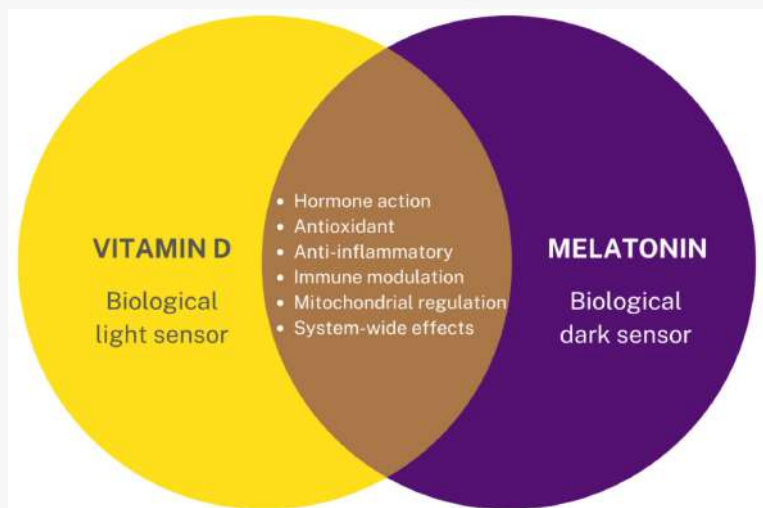 VITAMIN D
Biological
light sensor
• Hormone action
• Antioxidant
• Anti-inflammatory
• Immune modulation
• Mitochondrial regulation
• System-wide effects
MELATONIN
Biological
dark sensor